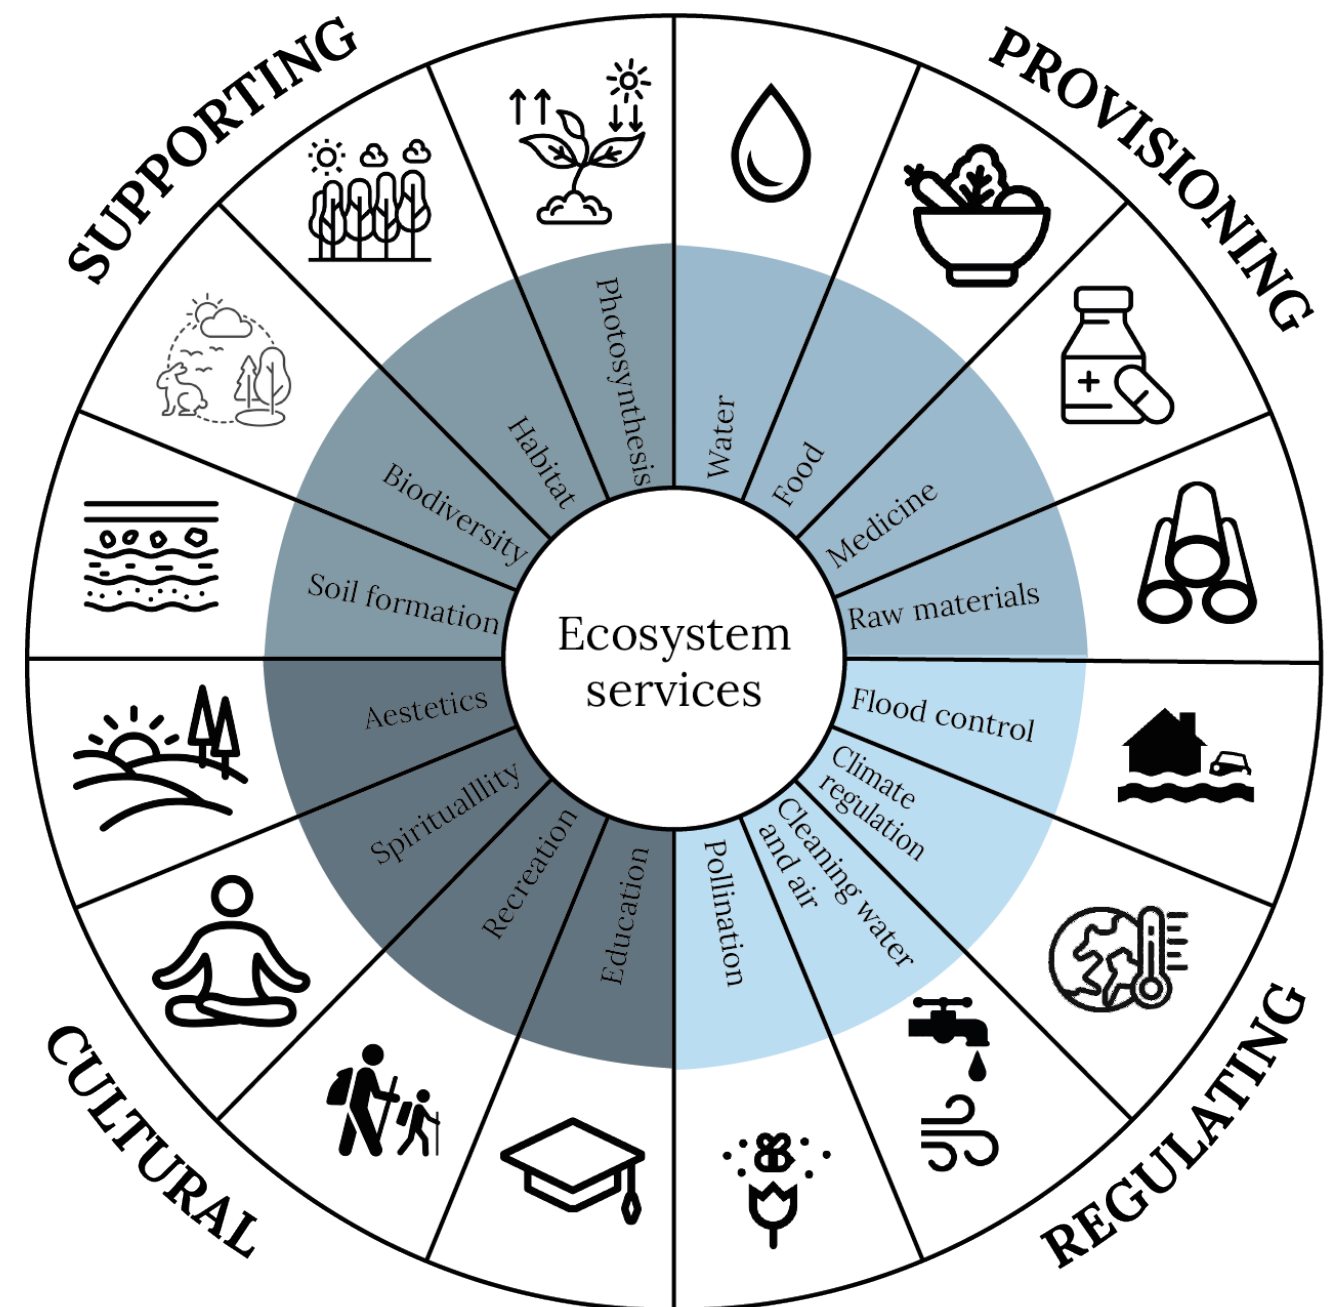 SUPPORTING
PROVISIONING
Photosynthesis
Water
Habitat
Food
Biodiversity
Medicine
Soil formation
Raw materials
Ecosystem
services
Aestetics
Flood control
Spiritualllity
Climate
regulation
Recreation
Cleaning water
and air
Education
Pollination
CULTURAL
REGULATING